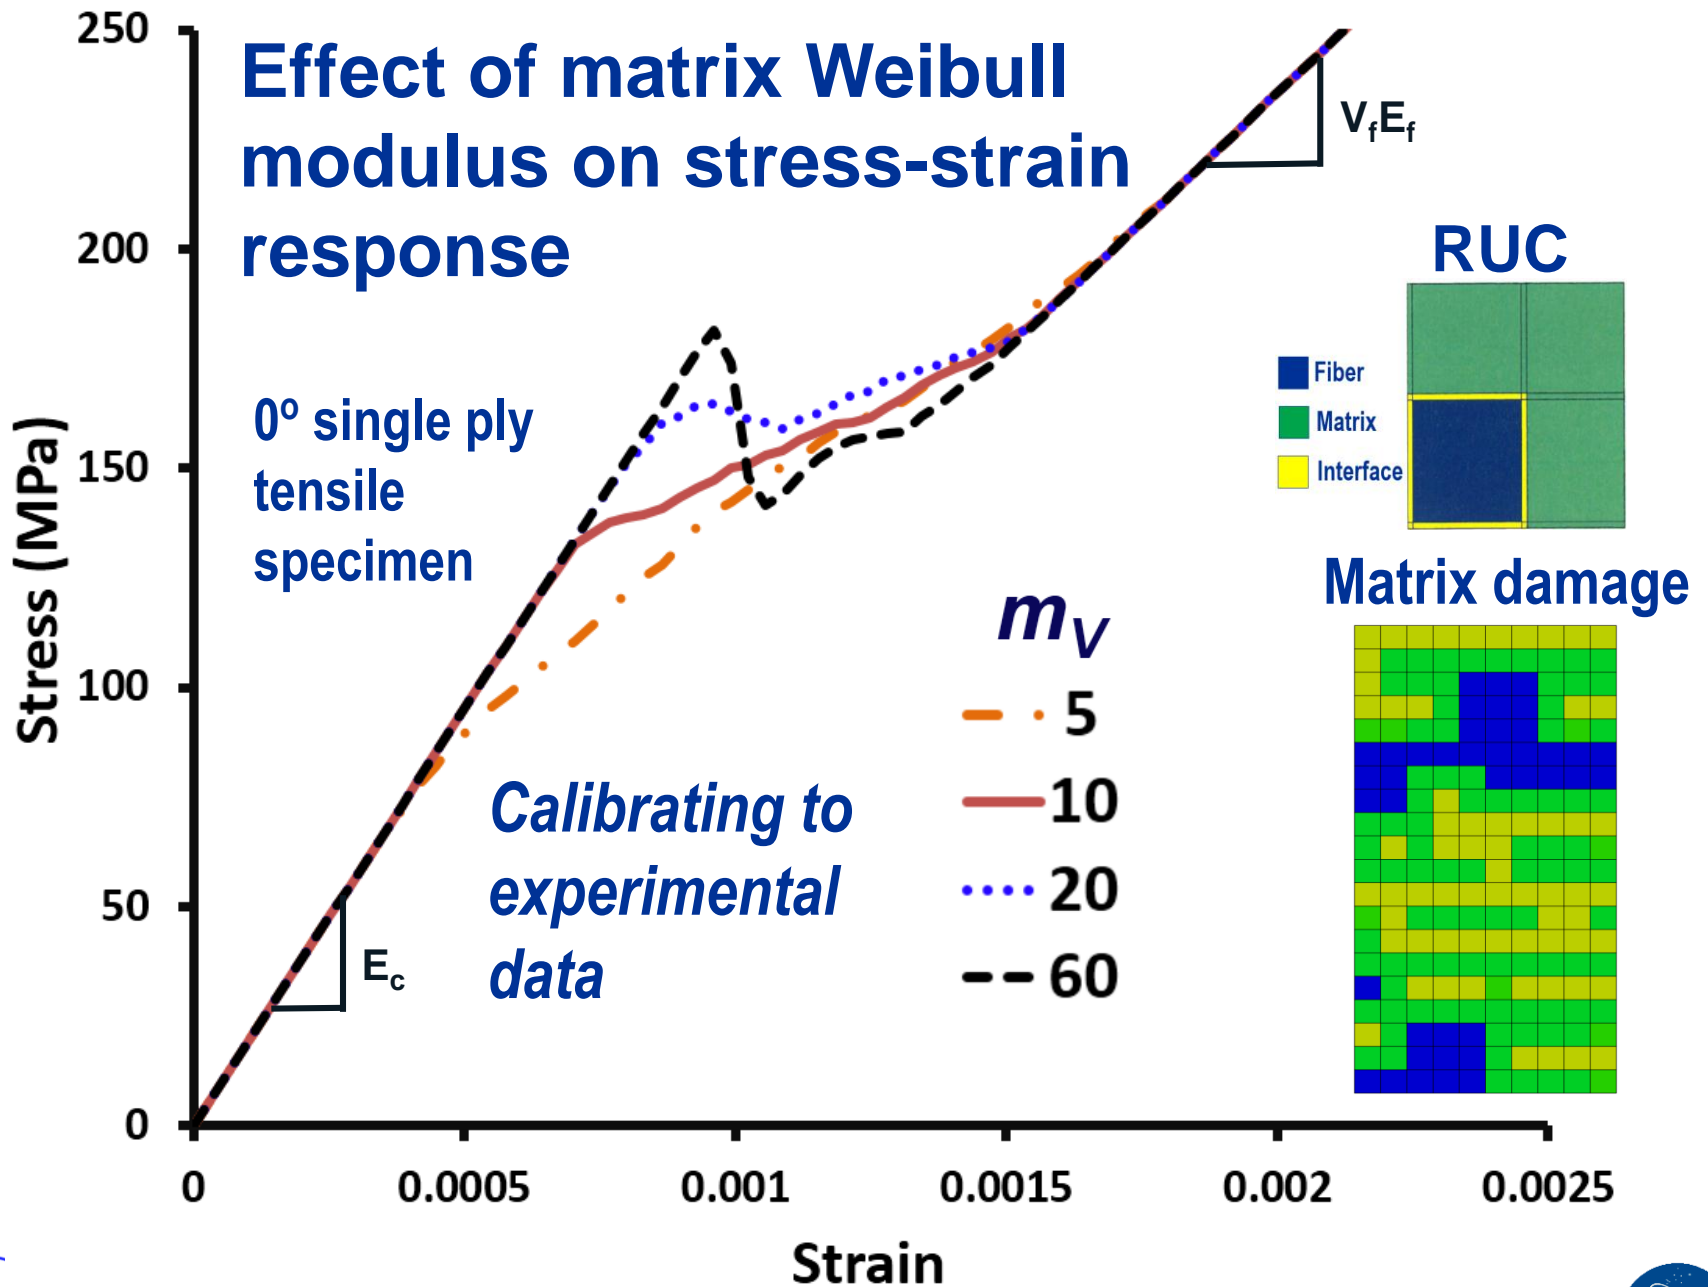 Effect of matrix Weibull
modulus on stress-strain
response
0º single ply
tensile
specimen
Calibrating to
experimental
data
Stress (MPa)
250
200
150
100
50
0
0
0.0005
0.001
0.0015
0.002
0.0025
Strain
E_c
V_fE_f
m_V
5
10
20
60
RUC
Fiber
Matrix
Interface
Matrix damage